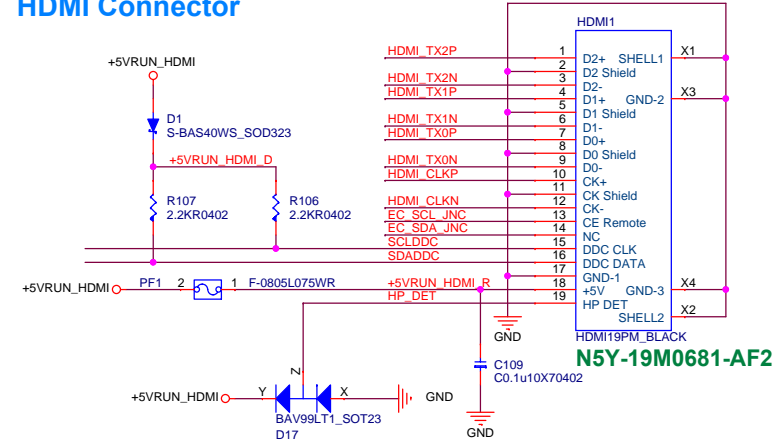 HDMI Connector
HDMI1
+5VRUN_HDMI
HDMI_TX2P 1 D2+ SHELL1 X1
2 D2 Shield
HDMI_TX2N 3 D2-
HDMI_TX1P 4 D1+ GND-2 X3
5 D1 Shield
HDMI_TX1N 6 D1-
HDMI_TX0P 7 D0+
8 D0 Shield
HDMI_TX0N 9 D0-
HDMI_CLKP 10 CK+
11 CK Shield
HDMI_CLKN 12 CK-
EC_SCL_JNC 13 CE Remote
EC_SDA_JNC 14 NC
SCLDDC 15 DDC CLK
SDADDC 16 DDC DATA
17 GND-1
+5VRUN_HDMI_R 18 +5V GND-3 X4
HP_DET 19 HP DET
SHELL2 X2
D1
S-BAS40WS_SOD323
+5VRUN_HDMI_D
R107
2.2KR0402
R106
2.2KR0402
+5VRUN_HDMI PF1 2 1 F-0805L075WR
GND
HDMI19PM_BLACK
N5Y-19M0681-AF2
C109
C0.1u10X70402
GND
Z
+5VRUN_HDMI Y X GND
BAV99LT1_SOT23
D17